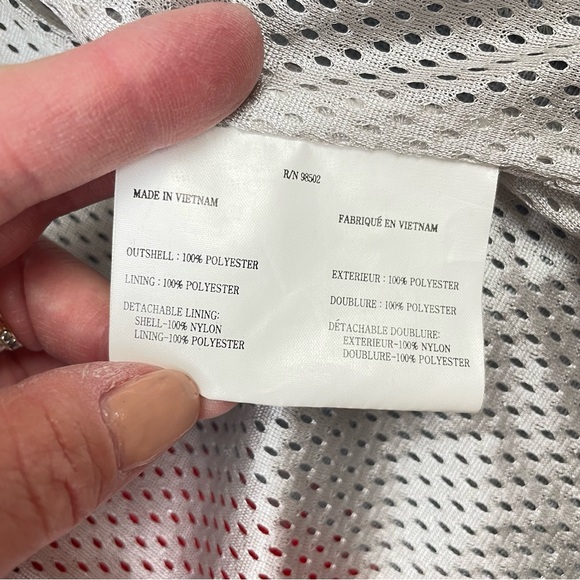 R/N 98502
MADE IN VIETNAM
OUTSHELL : 100% POLYESTER
LINING : 100% POLYESTER
DETACHABLE LINING:
SHELL-100% NYLON
LINING-100% POLYESTER
FABRIQUÉ EN VIETNAM
EXTERIEUR : 100% POLYESTER
DOUBLURE : 100% POLYESTER
DÉTACHABLE DOUBLURE:
EXTERIEUR-100% NYLON
DOUBLURE-100% POLYESTER